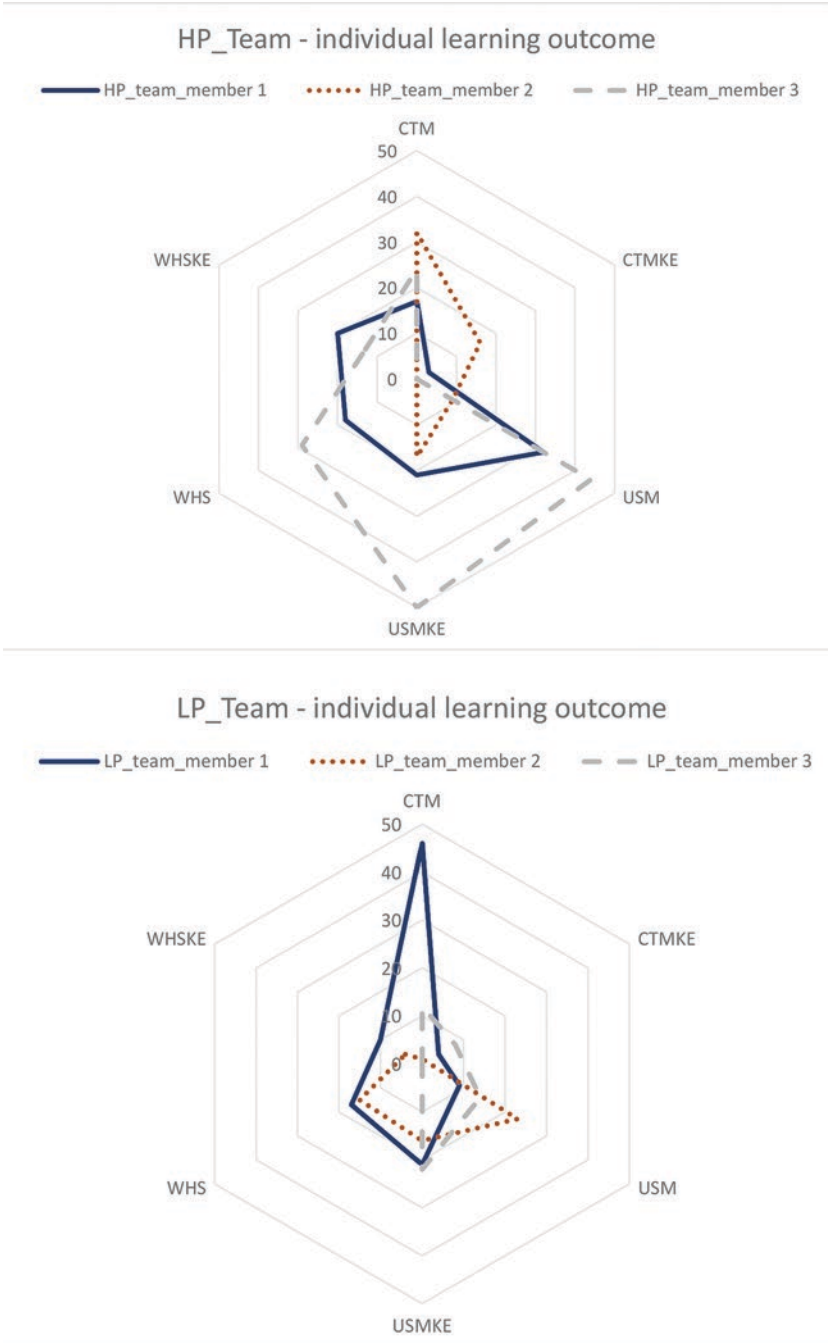 HP_Team - individual learning outcome
HP_team_member 1 HP_team_member 2 HP_team_member 3
CTM
50
40
WHSKE CTMKE
30
20
10
0
WHS USM
USMKE
LP_Team - individual learning outcome
LP_team_member 1 LP_team_member 2 LP_team_member 3
CTM
50
40
WHSKE CTMKE
30
20
10
0
WHS USM
USMKE